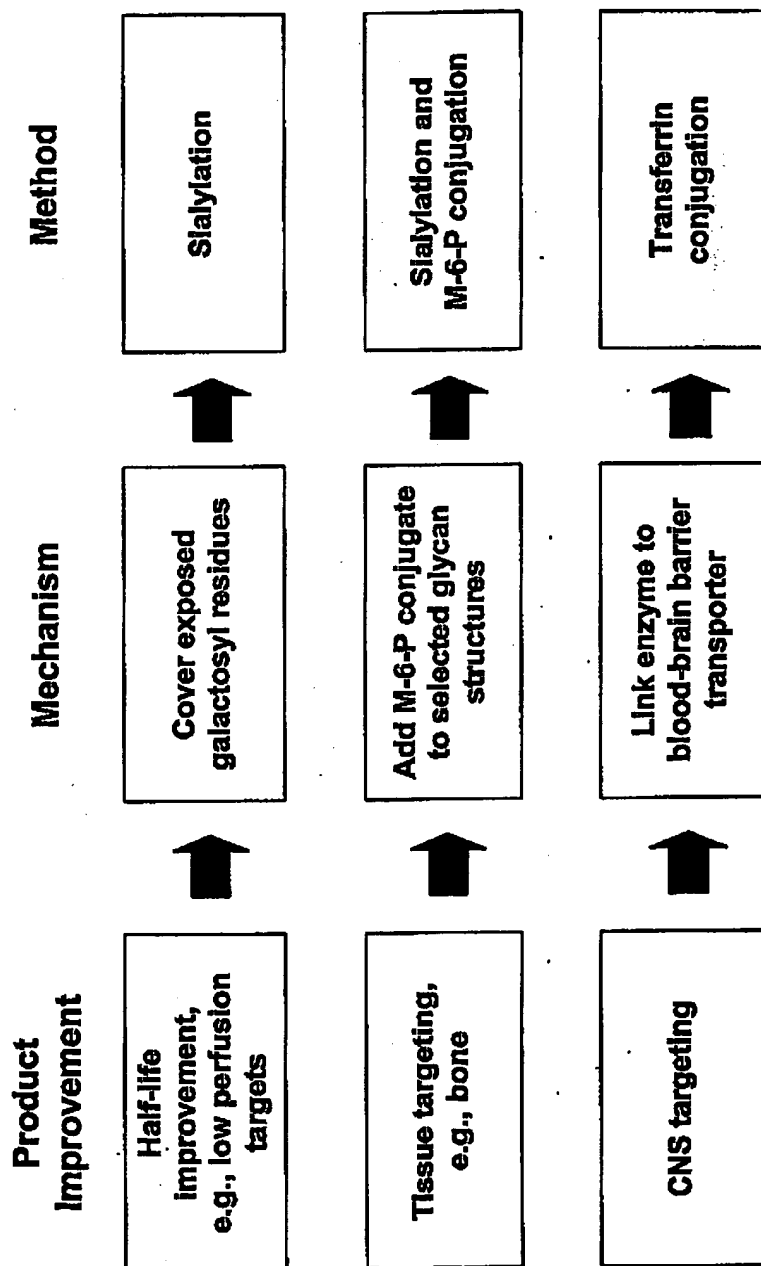 Product
Improvement
Mechanism
Method
Half-life
improvement,
e.g., low perfusion
targets
Cover exposed
galactosyl residues
Sialylation
Tissue targeting,
e.g., bone
Add M-6-P conjugate
to selected glycan
structures
Sialylation and
M-6-P conjugation
CNS targeting
Link enzyme to
blood-brain barrier
transporter
Transferrin
conjugation